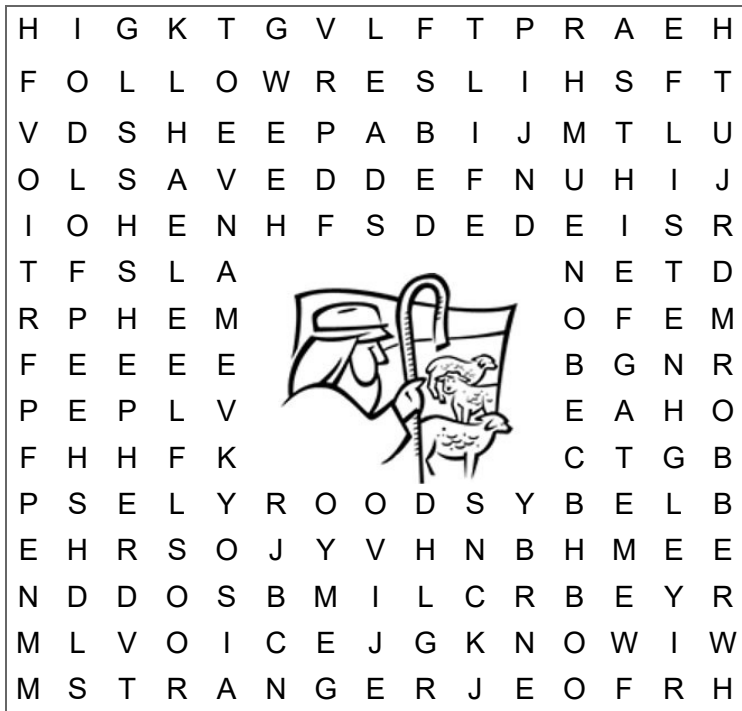 H I G K T G V L F T P R A E H
F O L L O W R E S L I H S F T
V D S H E E P A B I J M T L U
O L S A V E D D E F N U H I J
I O H E N H F S D E D E I S R
T F S L A N E T D
R P H E M O F E M
F E E E E B G N R
P E P L V E A H O
F H H F K C T G B
P S E L Y R O O D S Y B E L B
E H R S O J Y V H N B H M E E
N D D O S B M I L C R B E Y R
M L V O I C E J G K N O W I W
M S T R A N G E R J E O F R H